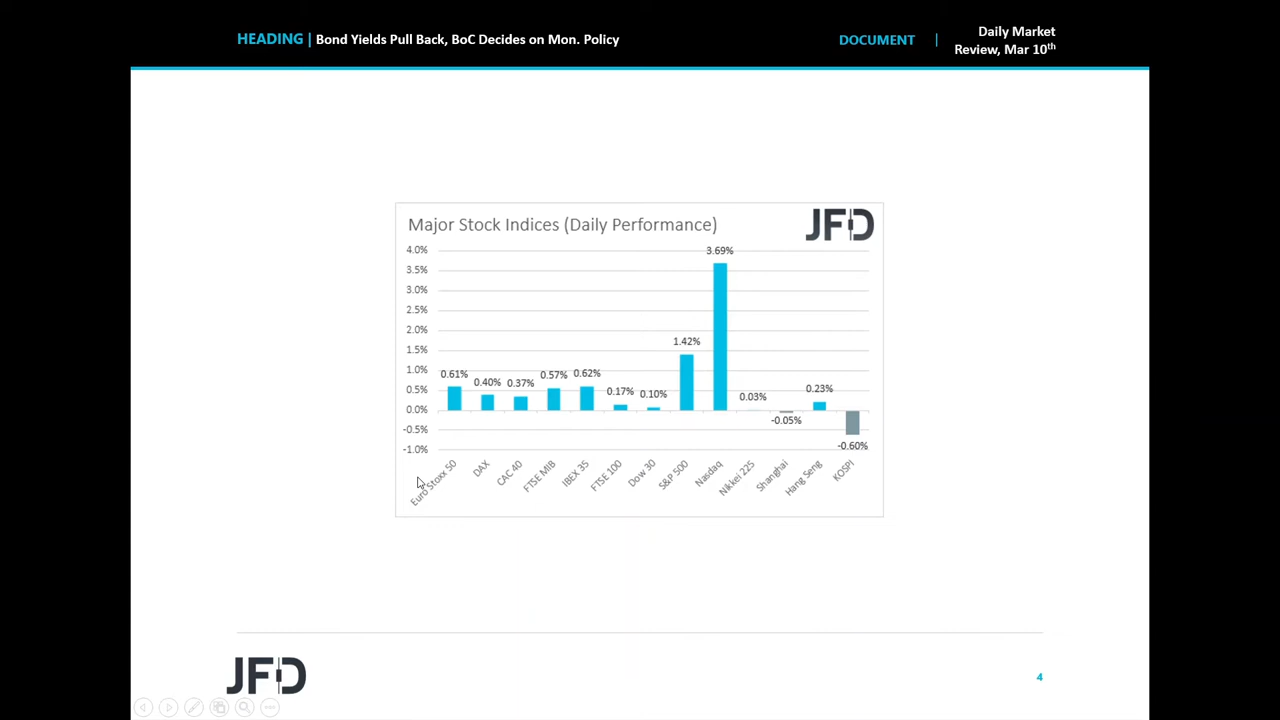 HEADING | Bond Yields Pull Back, BoC Decides on Mon. Policy
DOCUMENT |
Daily Market
Review, Mar 10th
Major Stock Indices (Daily Performance)
JFD
4.0%
3.5%
3.0%
2.5%
2.0%
1.5%
1.0%
0.5%
0.0%
-0.5%
-1.0%
0.61%
0.40%
0.37%
0.57%
0.62%
0.17%
0.10%
1.42%
3.69%
0.03%
-0.05%
0.23%
-0.60%
Euro Stoxx 50
DAX
CAC 40
FTSE MIB
IBEX 35
FTSE 100
Dow 30
S&P 500
Nasdaq
Nikkei 225
Shanghai
Hang Seng
KOSPI
JFD
4